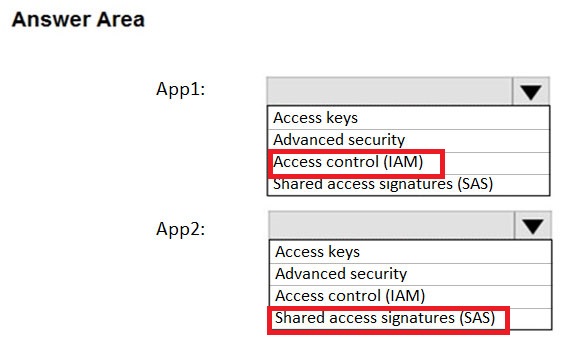 Answer Area
App1:
Access keys
Advanced security
Access control (IAM)
Shared access signatures (SAS)
App2:
Access keys
Advanced security
Access control (IAM)
Shared access signatures (SAS)